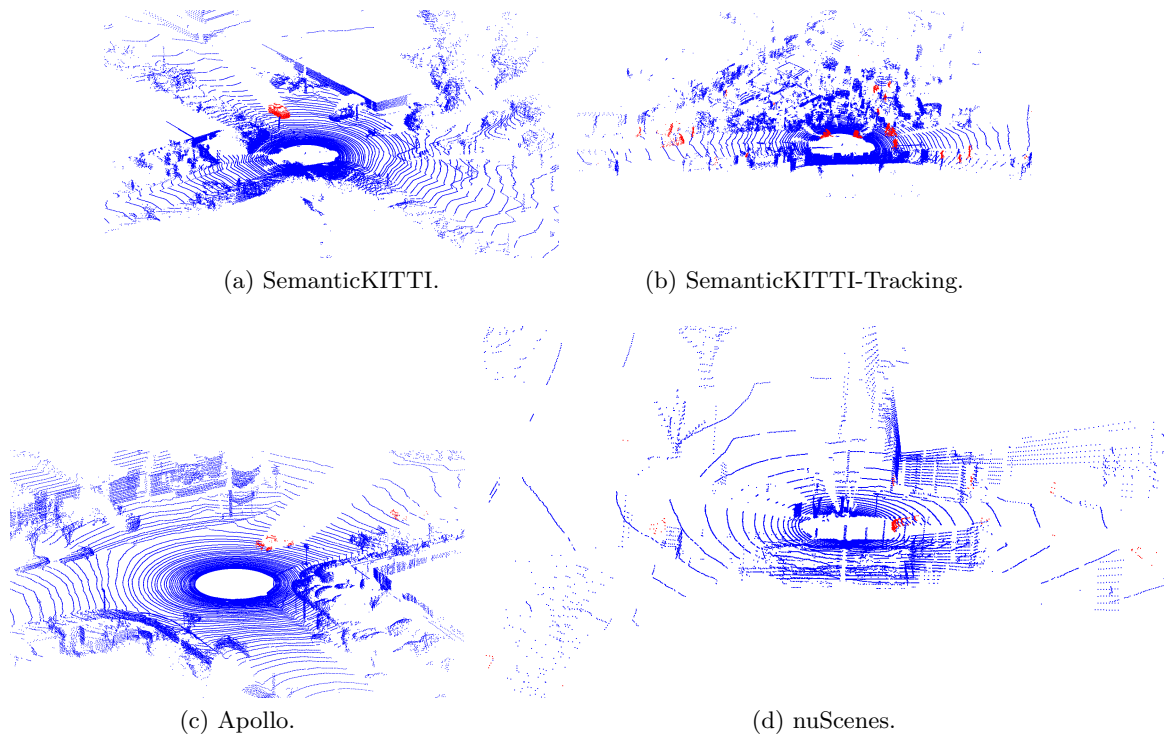 (a) SemanticKITTI.
(b) SemanticKITTI-Tracking.
(c) Apollo.
(d) nuScenes.